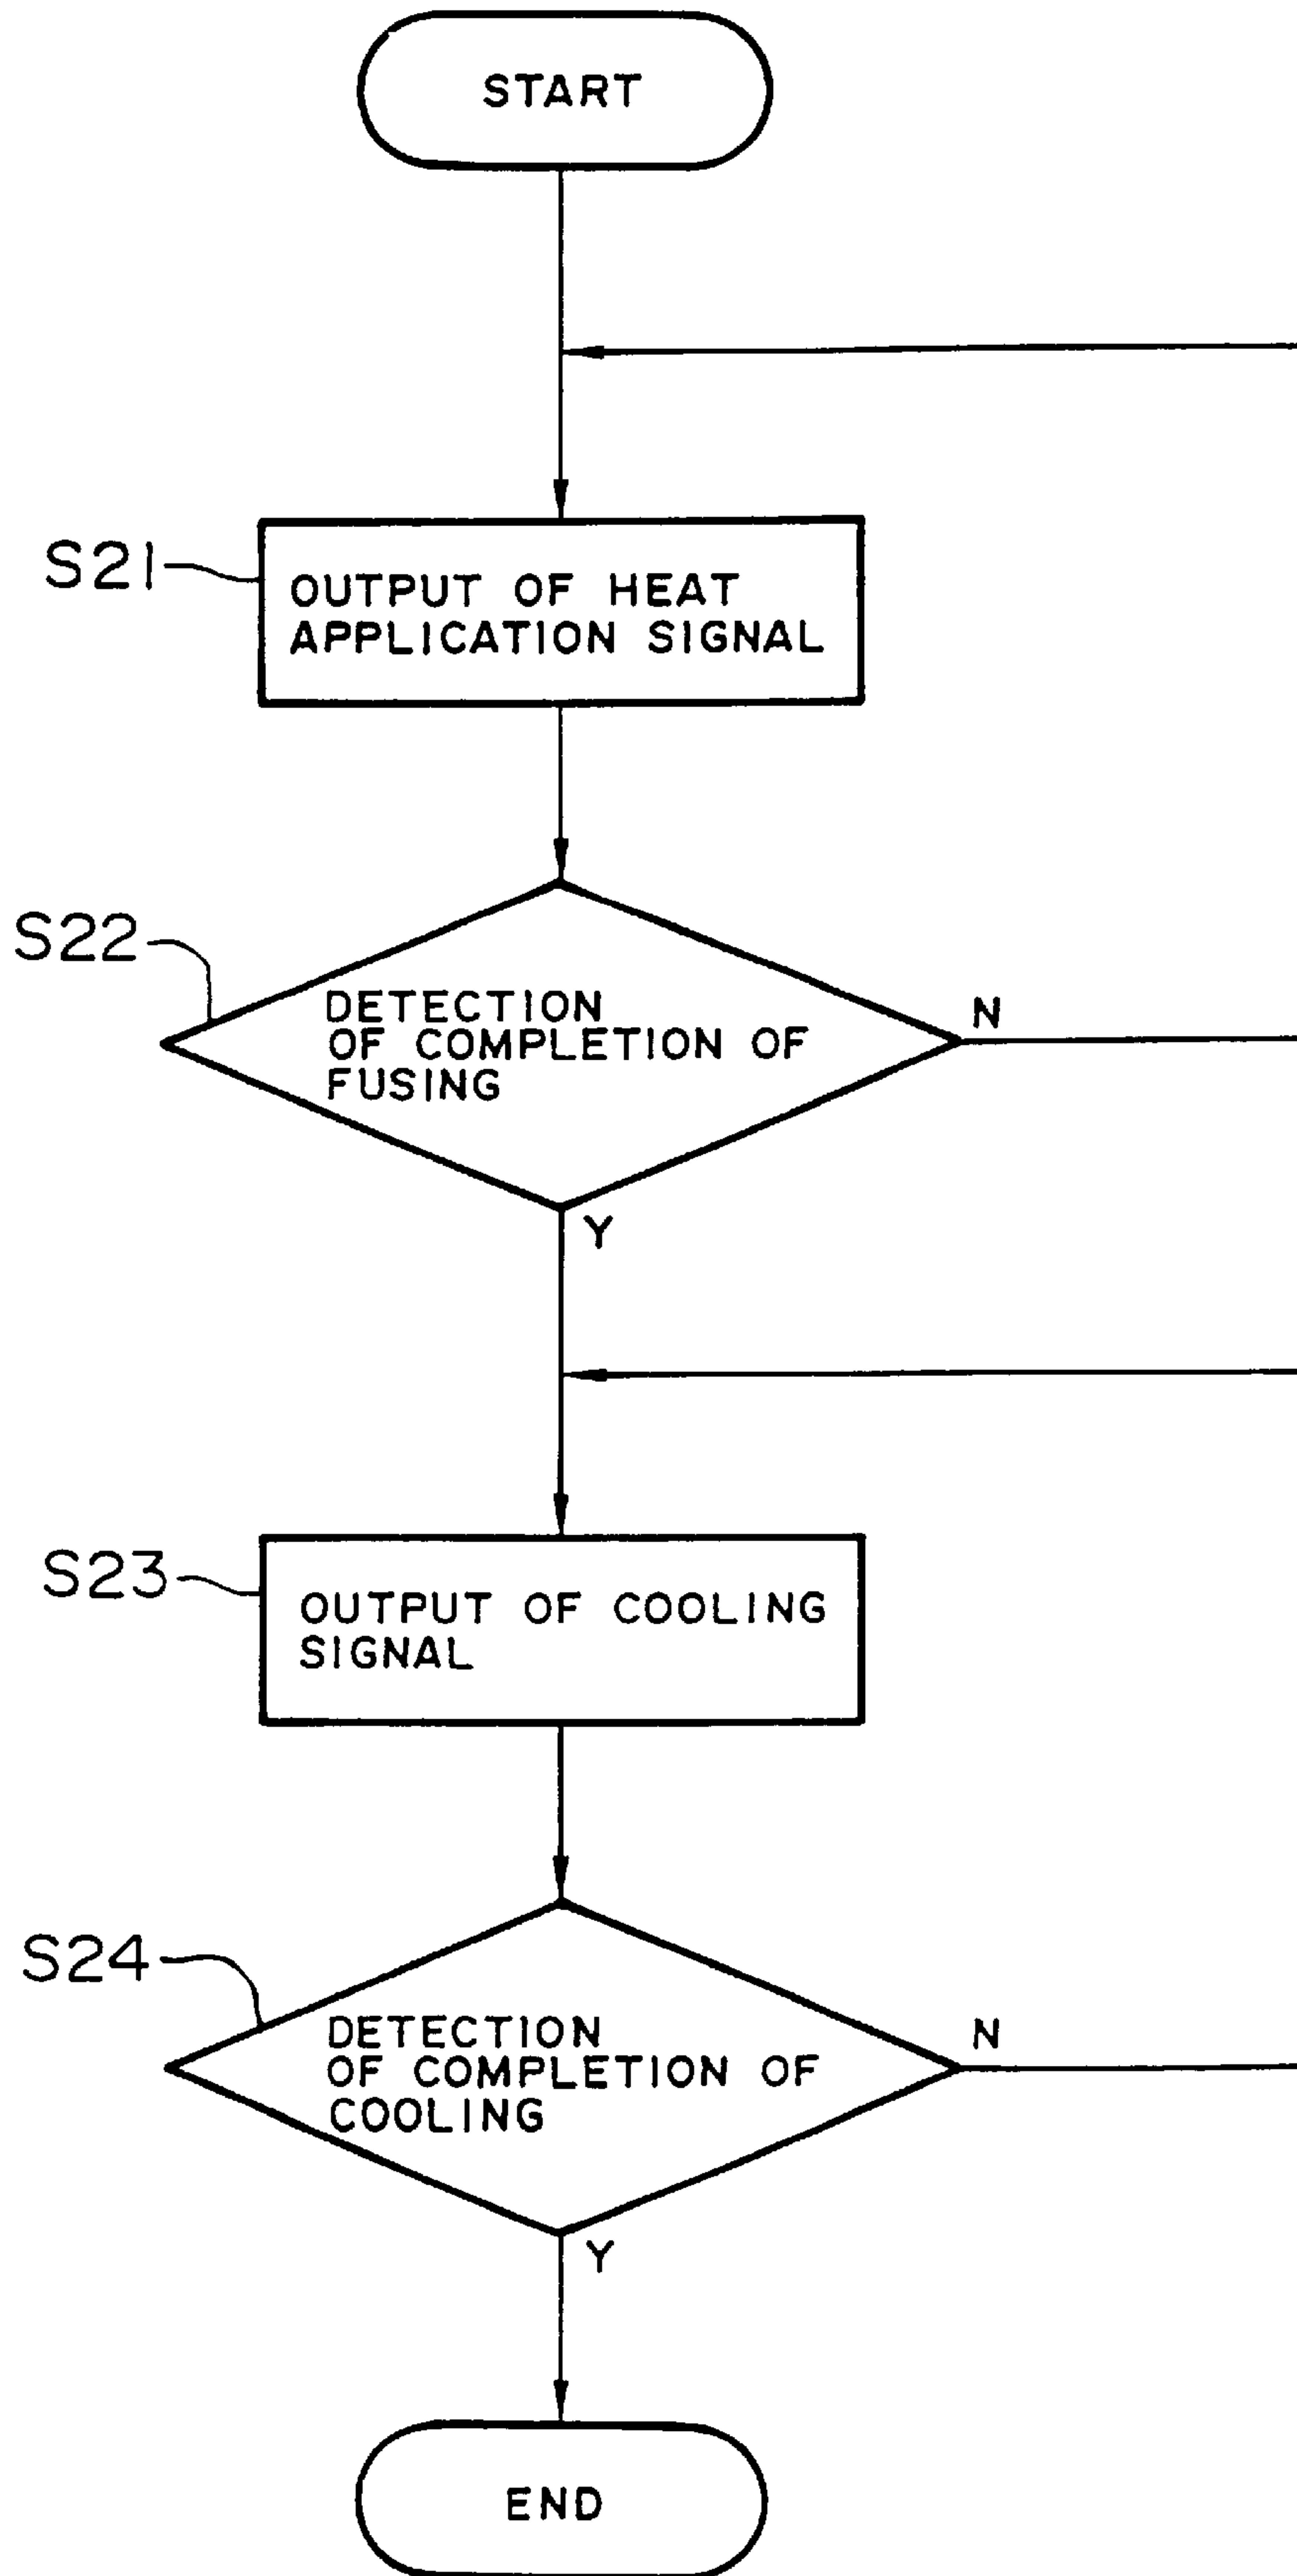 START
S21
OUTPUT OF HEAT
APPLICATION SIGNAL
S22
DETECTION
OF COMPLETION OF
FUSING
N
Y
S23
OUTPUT OF COOLING
SIGNAL
S24
DETECTION
OF COMPLETION OF
COOLING
N
Y
END